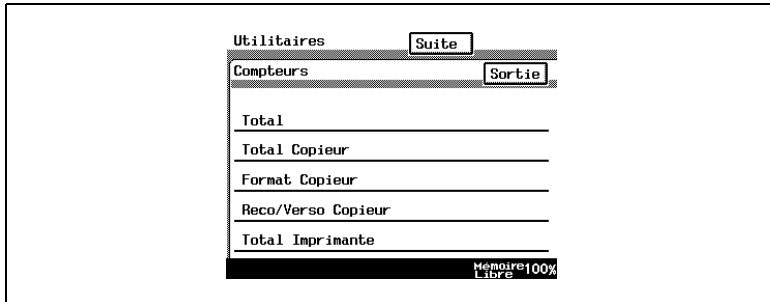 Utilitaires Suite
Compteurs Sortie
Total
Total Copieur
Format Copieur
Reco/Verso Copieur
Total Imprimante
Mémoire
Libre 100%